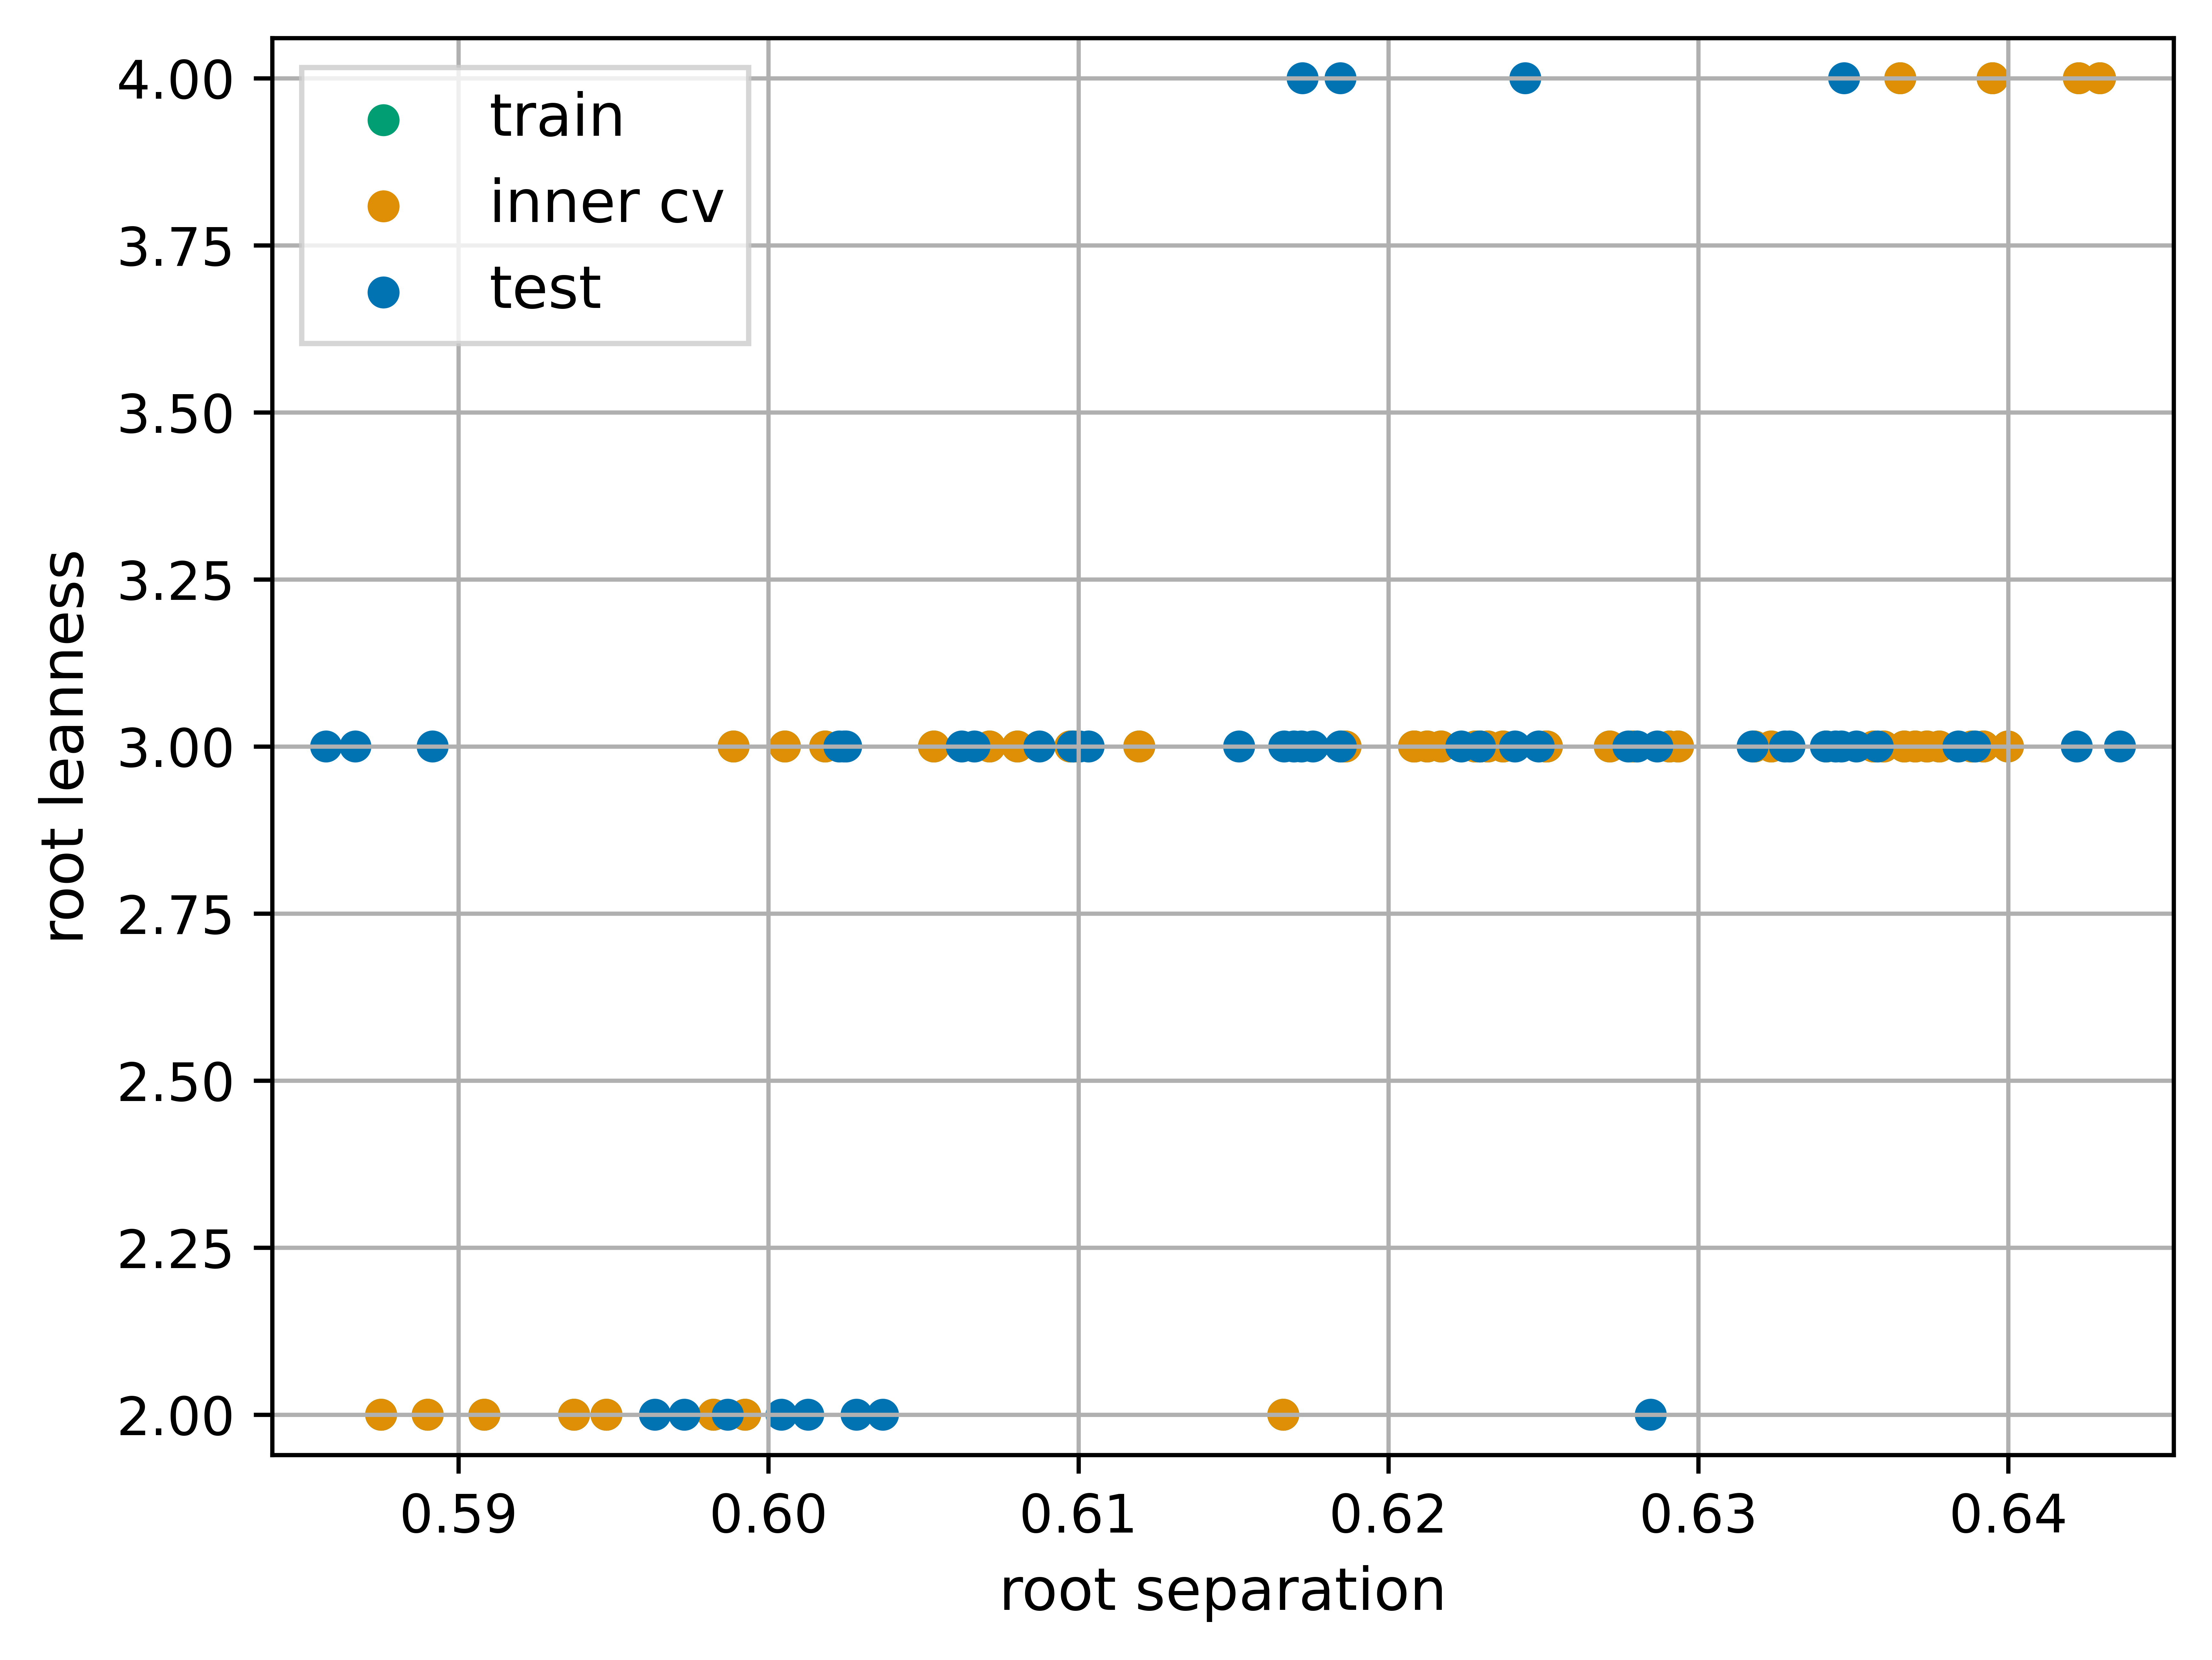 4.00
3.75
3.50
3.25
3.00
2.75
2.50
2.25
2.00
root leanness
train
inner cv
test
0.59 0.60 0.61 0.62 0.63 0.64
root separation